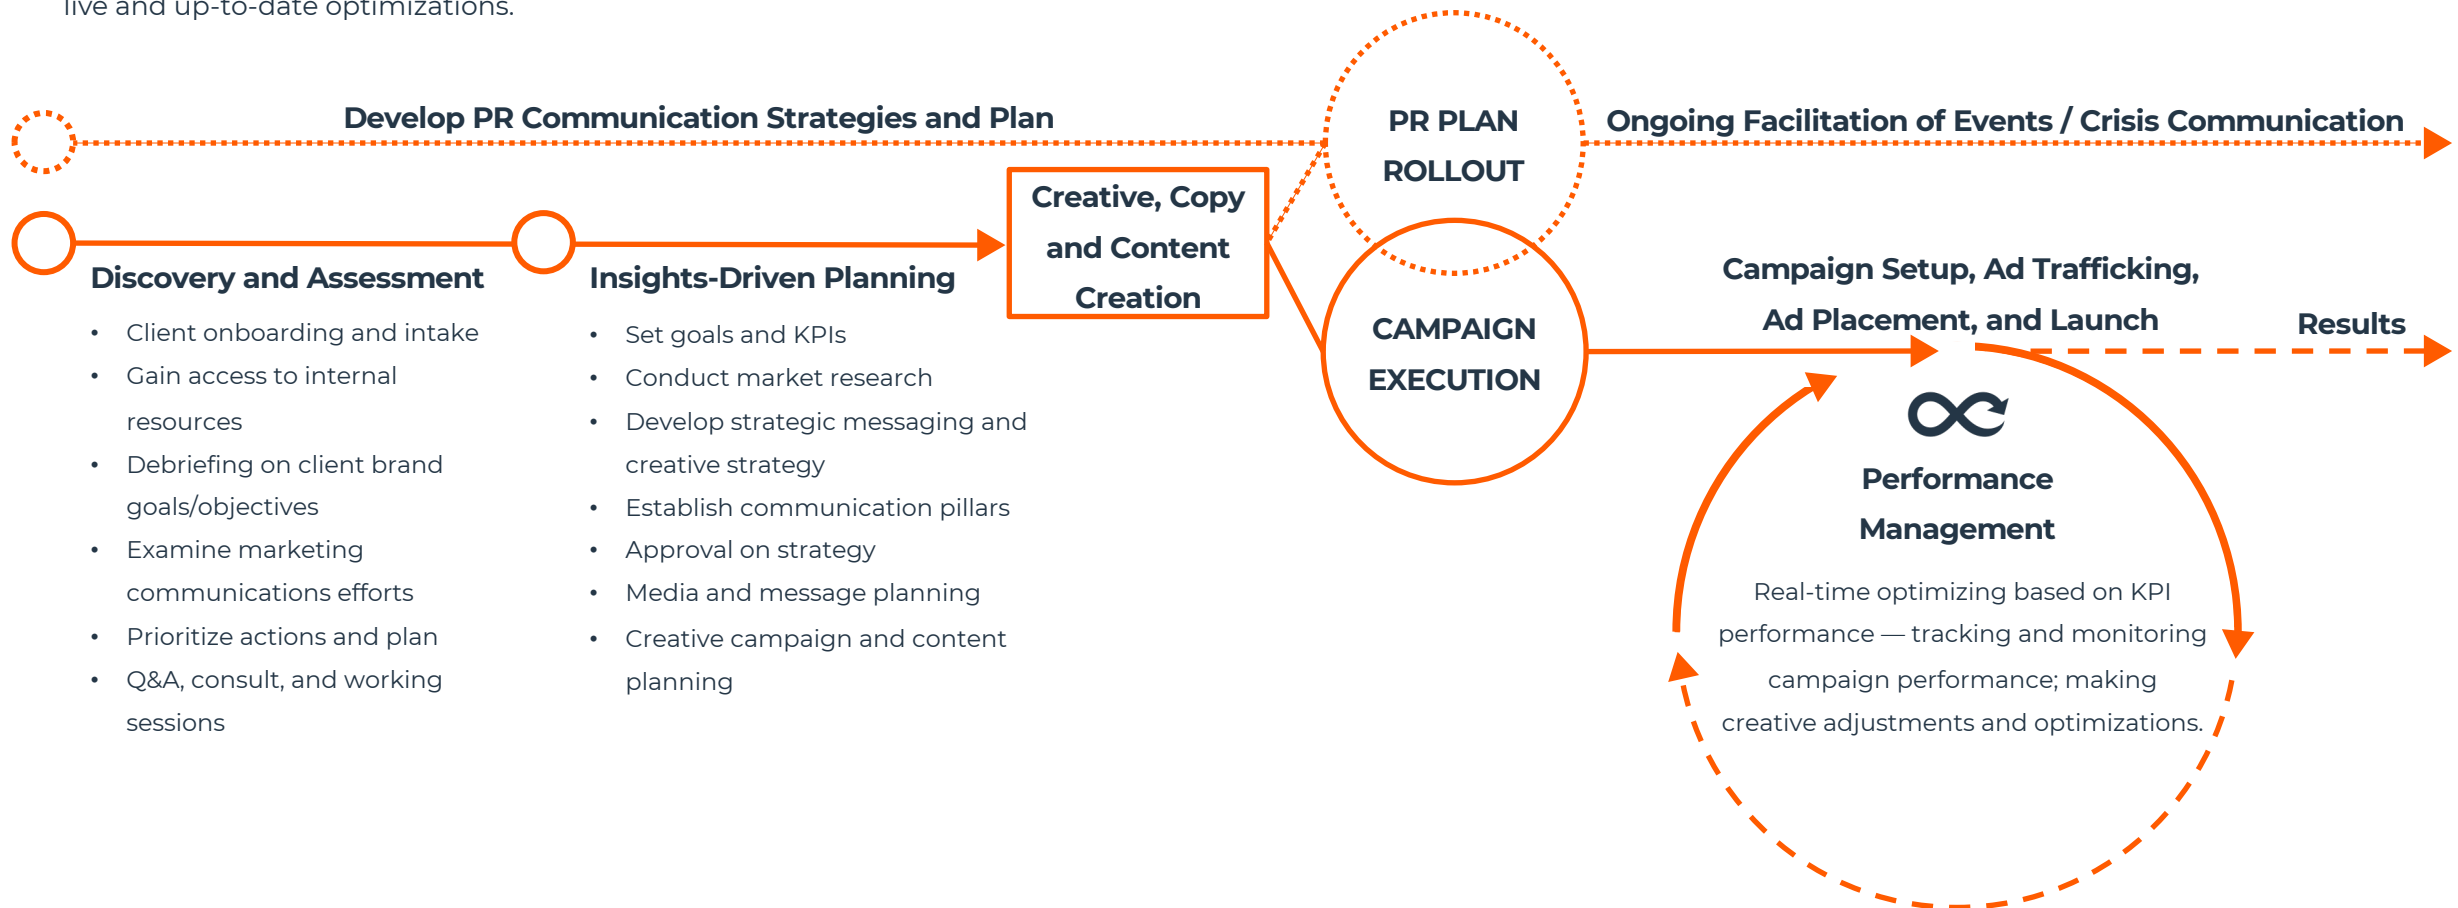 live and up-to-date optimizations.
Develop PR Communication Strategies and Plan
PR PLAN
ROLLOUT
Ongoing Facilitation of Events / Crisis Communication
Creative, Copy
and Content
Creation
Discovery and Assessment
• Client onboarding and intake
• Gain access to internal
resources
• Debriefing on client brand
goals/objectives
• Examine marketing
communications efforts
• Prioritize actions and plan
• Q&A, consult, and working
sessions
Insights-Driven Planning
• Set goals and KPIs
• Conduct market research
• Develop strategic messaging and
creative strategy
• Establish communication pillars
• Approval on strategy
• Media and message planning
• Creative campaign and content
planning
CAMPAIGN
EXECUTION
Campaign Setup, Ad Trafficking,
Ad Placement, and Launch
Results
Performance
Management
Real-time optimizing based on KPI
performance — tracking and monitoring
campaign performance; making
creative adjustments and optimizations.